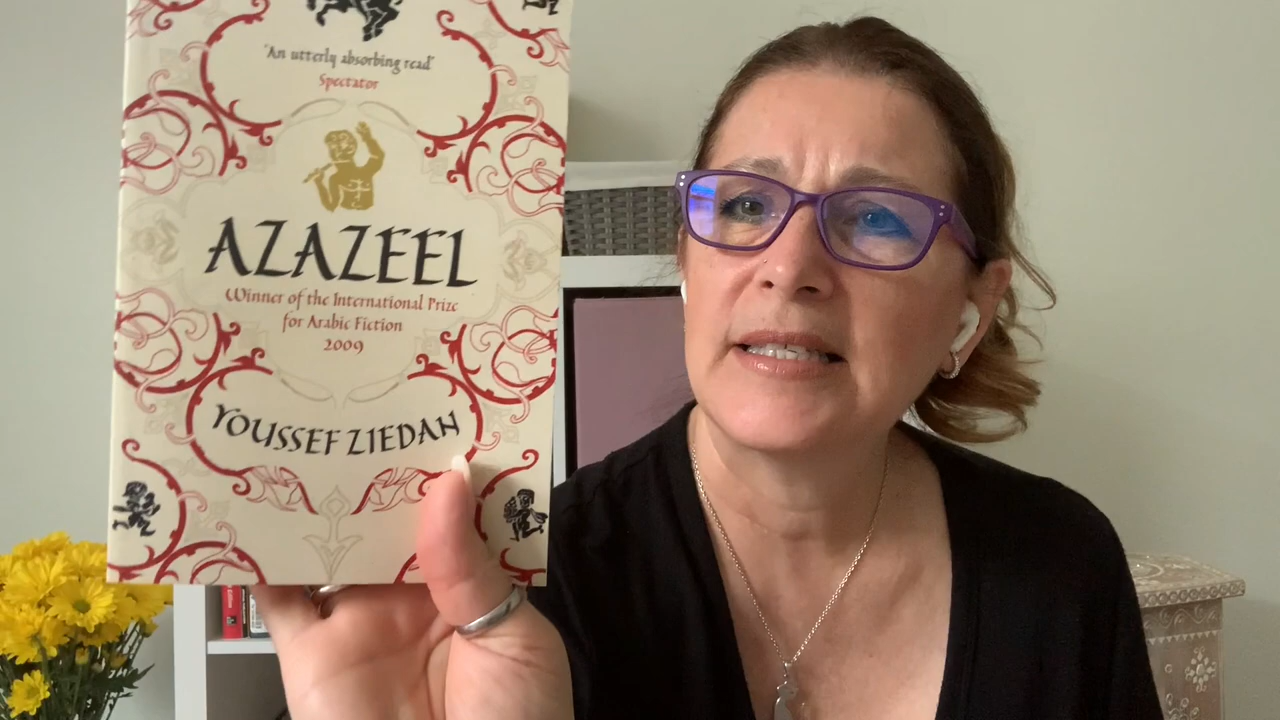 "An utterly absorbing read"
Spectator
AZAZEEL
Winner of the International Prize
for Arabic Fiction
2009
YOUSSEF ZIEDAN